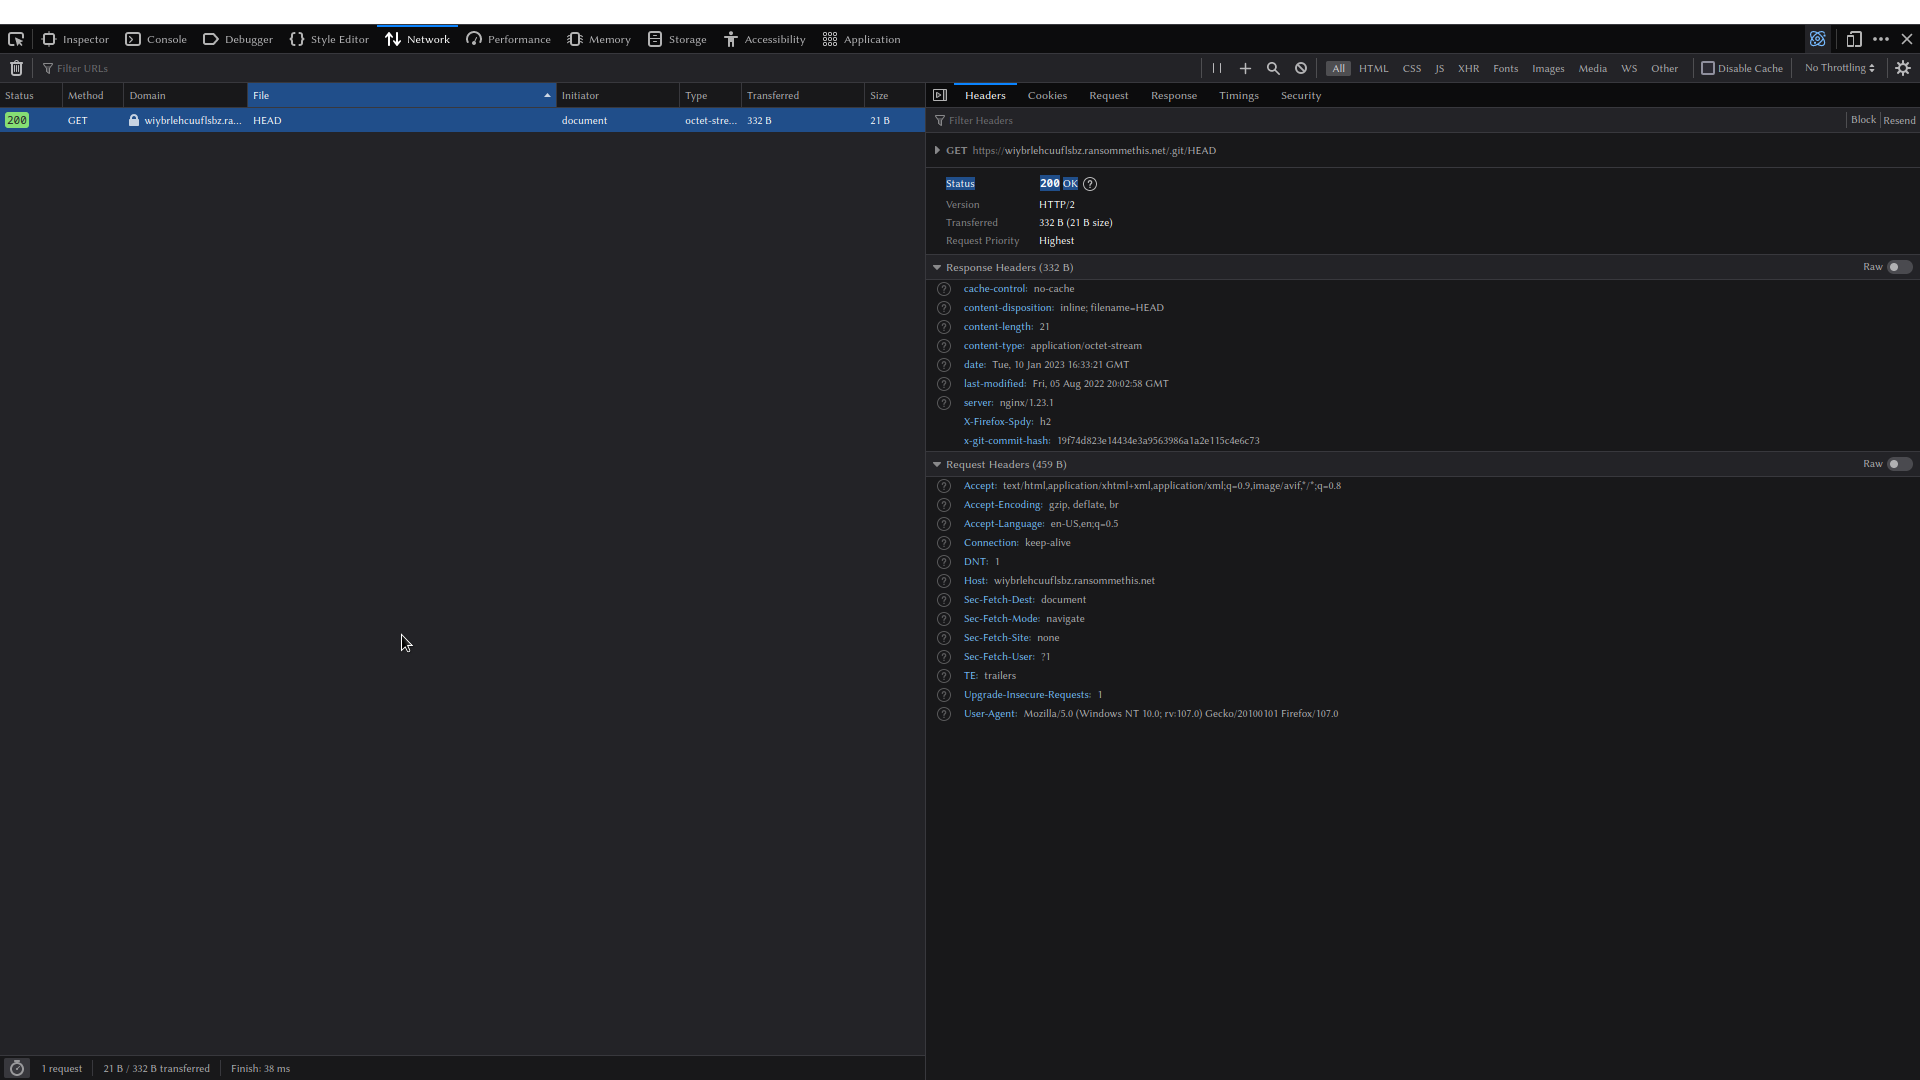 Inspector Console Debugger Style Editor Network Performance Memory Storage Accessibility Application
Filter URLs All HTML CSS JS XHR Fonts Images Media WS Other Disable Cache No Throttling
Status Method Domain File Initiator Type Transferred Size
200 GET wiybrlehcuuflsbz.ra... HEAD document octet-stre... 332 B 21 B
Headers Cookies Request Response Timings Security
Filter Headers Block Resend
GET https://wiybrlehcuuflsbz.ransommethis.net/.git/HEAD
Status 200 OK
Version HTTP/2
Transferred 332 B (21 B size)
Request Priority Highest
Response Headers (332 B) Raw
cache-control: no-cache
content-disposition: inline; filename=HEAD
content-length: 21
content-type: application/octet-stream
date: Tue, 10 Jan 2023 16:33:21 GMT
last-modified: Fri, 05 Aug 2022 20:02:58 GMT
server: nginx/1.23.1
X-Firefox-Spdy: h2
x-git-commit-hash: 19f74d823e14434e3a9563986a1a2e115c4e6c73
Request Headers (459 B) Raw
Accept: text/html,application/xhtml+xml,application/xml;q=0.9,image/avif,*/*;q=0.8
Accept-Encoding: gzip, deflate, br
Accept-Language: en-US,en;q=0.5
Connection: keep-alive
DNT: 1
Host: wiybrlehcuuflsbz.ransommethis.net
Sec-Fetch-Dest: document
Sec-Fetch-Mode: navigate
Sec-Fetch-Site: none
Sec-Fetch-User: ?1
TE: trailers
Upgrade-Insecure-Requests: 1
User-Agent: Mozilla/5.0 (Windows NT 10.0; rv:107.0) Gecko/20100101 Firefox/107.0
1 request 21 B / 332 B transferred Finish: 38 ms